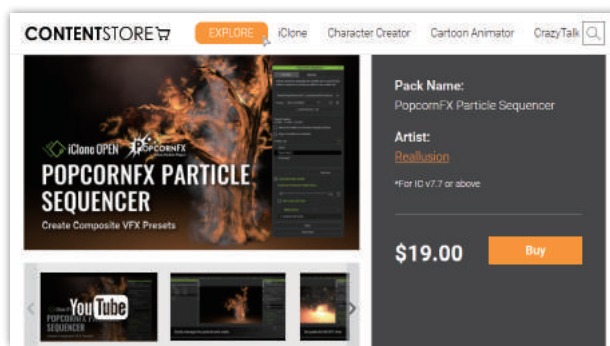 CONTENTSTORE
EXPLORE
iClone
Character Creator
Cartoon Animator
CrazyTalk
iClone OPEN
POPCORNFX
POPCORNFX PARTICLE
SEQUENCER
Create Composite VFX Presets
Pack Name:
PopcornFX Particle Sequencer
Artist:
Reallusion
*For IC v7.7 or above
$19.00
Buy
YouTube